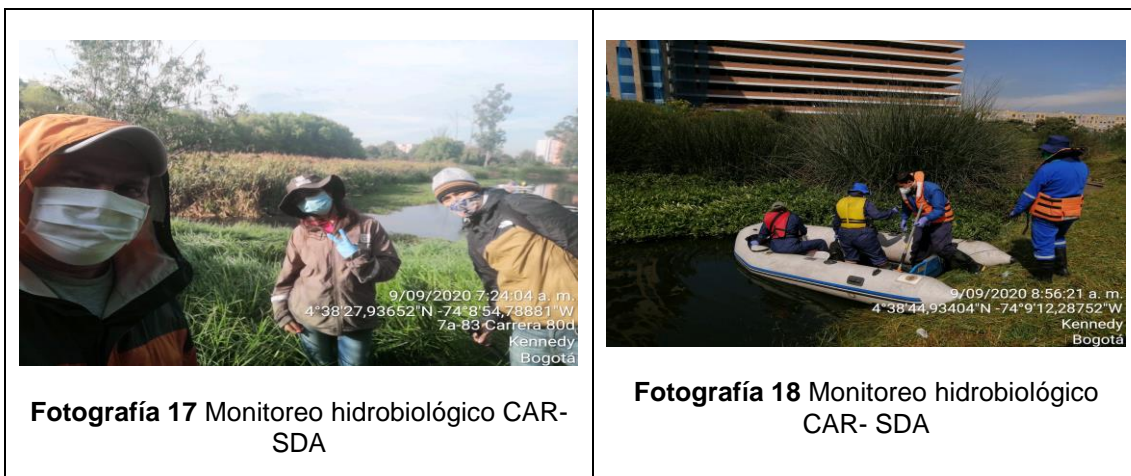 9/09/2020 7:24:04 a. m.
4°38'27,93652"N -74°8'54,78881"W
7a-83 Carrera 80d
Kennedy
Bogotá
Fotografía 17 Monitoreo hidrobiológico CAR-
SDA
9/09/2020 8:56:21 a. m.
4°38'44,93404"N -74°9'12,28752"W
Kennedy
Bogotá
Fotografía 18 Monitoreo hidrobiológico
CAR- SDA